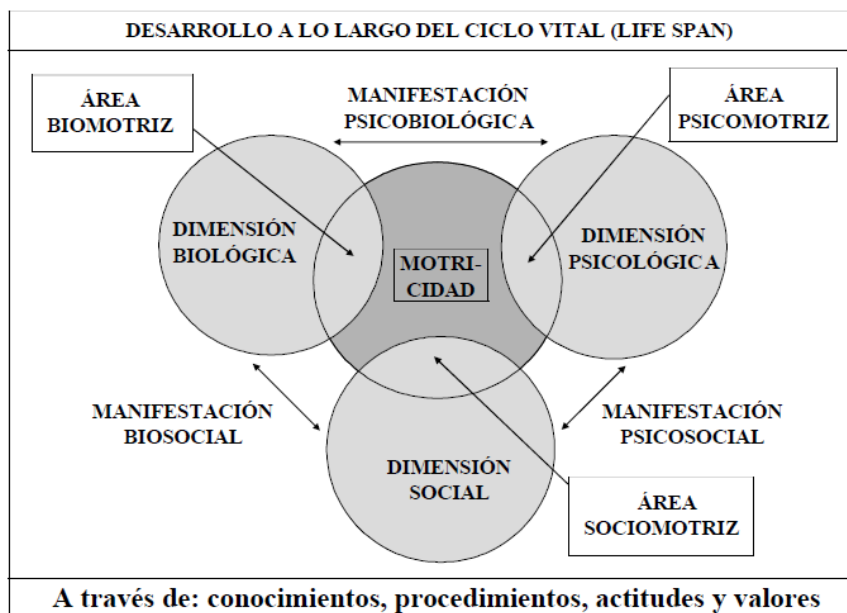 DESARROLLO A LO LARGO DEL CICLO VITAL (LIFE SPAN)
ÁREA
BIOMOTRIZ
MANIFESTACIÓN
PSICOBIOLÓGICA
ÁREA
PSICOMOTRIZ
DIMENSIÓN
BIOLÓGICA
MOTRI-
CIDAD
DIMENSIÓN
PSICOLÓGICA
MANIFESTACIÓN
BIOSOCIAL
MANIFESTACIÓN
PSICOSOCIAL
DIMENSIÓN
SOCIAL
ÁREA
SOCIOMOTRIZ
A través de: conocimientos, procedimientos, actitudes y valores